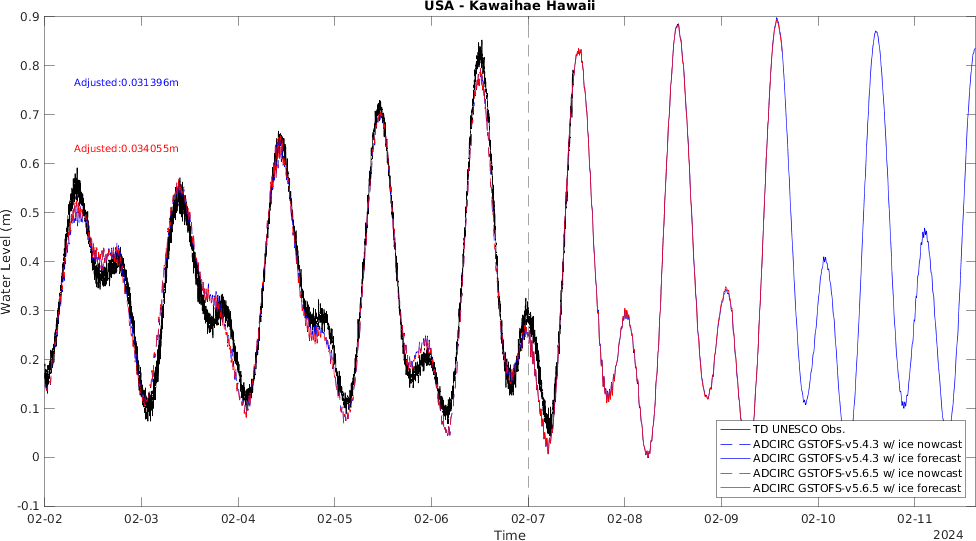 USA - Kawaihae Hawaii
0.9
0.8
0.7
0.6
0.5
0.4
0.3
0.2
0.1
0
-0.1
Water Level (m)
Adjusted:0.031396m
Adjusted:0.034055m
TD UNESCO Obs.
ADCIRC GSTOFS-v5.4.3 w/ ice nowcast
ADCIRC GSTOFS-v5.4.3 w/ ice forecast
ADCIRC GSTOFS-v5.6.5 w/ ice nowcast
ADCIRC GSTOFS-v5.6.5 w/ ice forecast
02-02 02-03 02-04 02-05 02-06 02-07 02-08 02-09 02-10 02-11
Time
2024